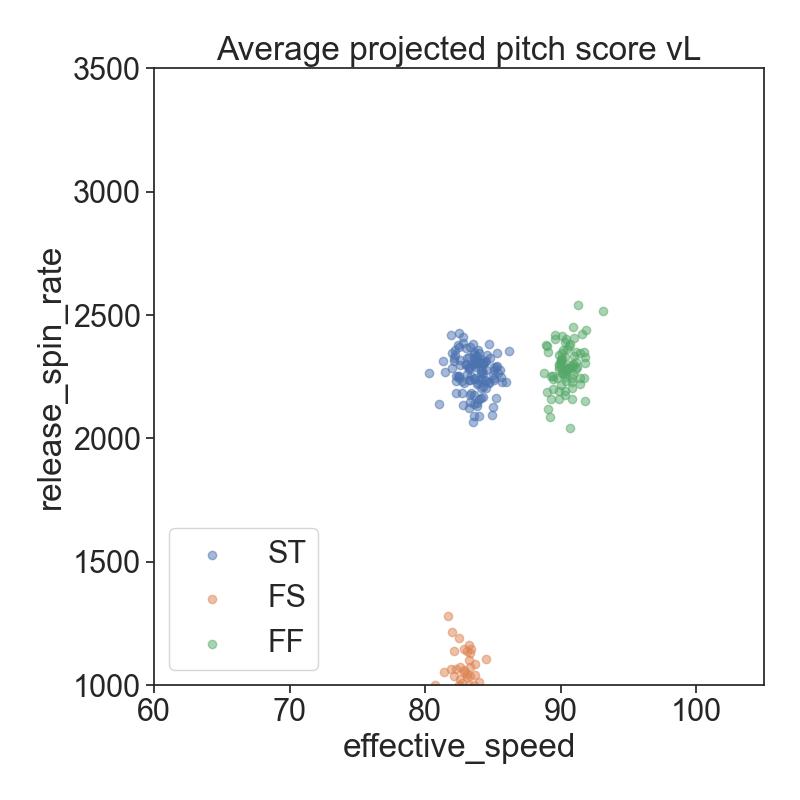 Average projected pitch score vL
3500
3000
2500
2000
1500
1000
release_spin_rate
ST
FS
FF
60 70 80 90 100
effective_speed